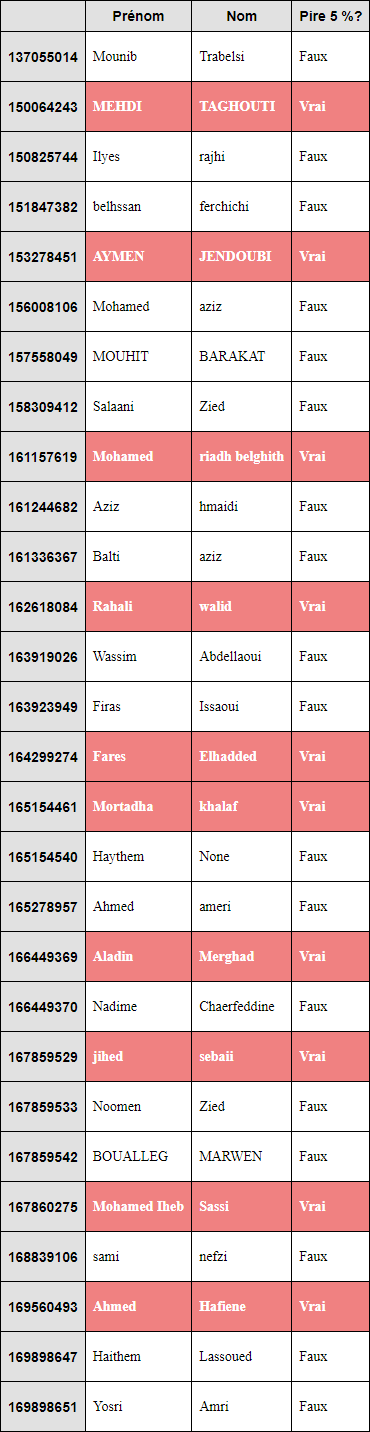 Prénom Nom Pire 5 %?
137055014 Mounib Trabelsi Faux
150064243 MEHDI TAGHOUTI Vrai
150825744 Ilyes rajhi Faux
151847382 belhssan ferchichi Faux
153278451 AYMEN JENDOUBI Vrai
156008106 Mohamed aziz Faux
157558049 MOUHIT BARAKAT Faux
158309412 Salaani Zied Faux
161157619 Mohamed riadh belghith Vrai
161244682 Aziz hmaidi Faux
161336367 Balti aziz Faux
162618084 Rahali walid Vrai
163919026 Wassim Abdellaoui Faux
163923949 Firas Issaoui Faux
164299274 Fares Elhadded Vrai
165154461 Mortadha khalaf Vrai
165154540 Haythem None Faux
165278957 Ahmed ameri Faux
166449369 Aladin Merghad Vrai
166449370 Nadime Chaerfeddine Faux
167859529 jihed sebaii Vrai
167859533 Noomen Zied Faux
167859542 BOUALLEG MARWEN Faux
167860275 Mohamed Iheb Sassi Vrai
168839106 sami nefzi Faux
169560493 Ahmed Hafiene Vrai
169898647 Haithem Lassoued Faux
169898651 Yosri Amri Faux